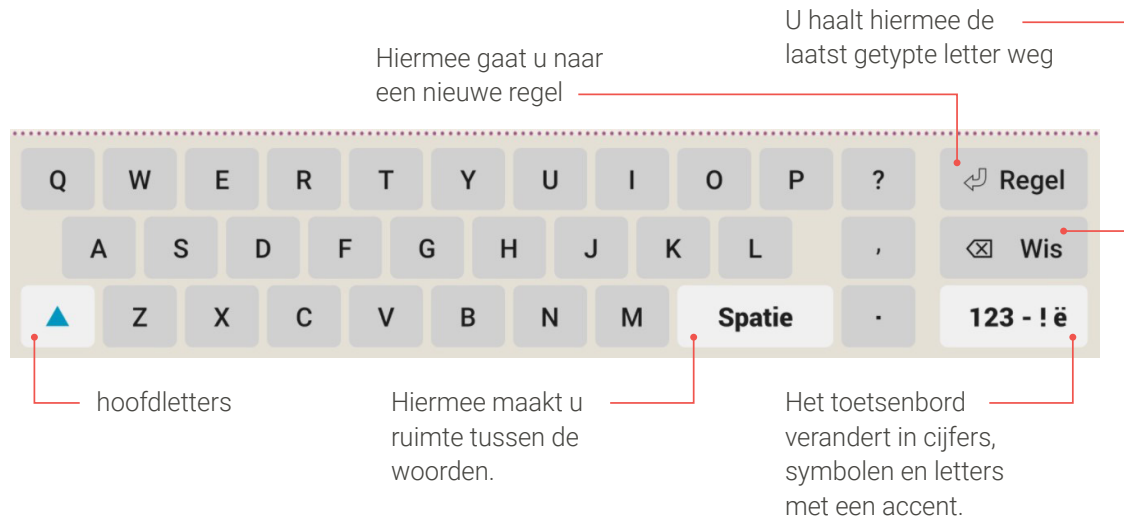 U haalt hiermee de
laatst getypte letter weg
Hiermee gaat u naar
een nieuwe regel
Q W E R T Y U I O P ? Regel
A S D F G H J K L , Wis
Z X C V B N M Spatie . 123 - ! ë
hoofdletters
Hiermee maakt u
ruimte tussen de
woorden.
Het toetsenbord
verandert in cijfers,
symbolen en letters
met een accent.